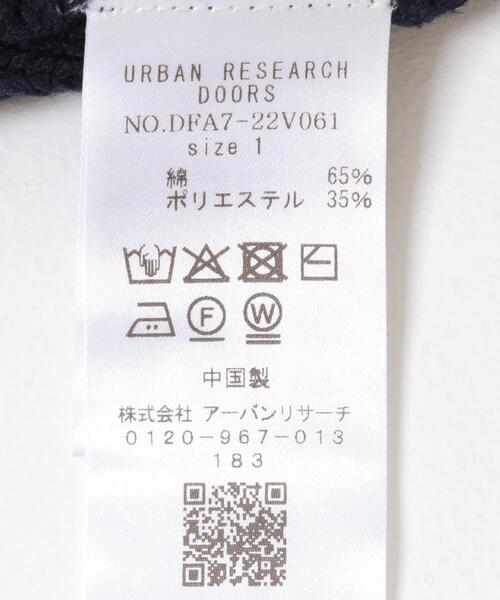 URBAN RESEARCH
DOORS
NO.DFA7-22V061
size 1
綿 65%
ポリエステル 35%
F W
中国製
株式会社 アーバンリサーチ
0120-967-013
183